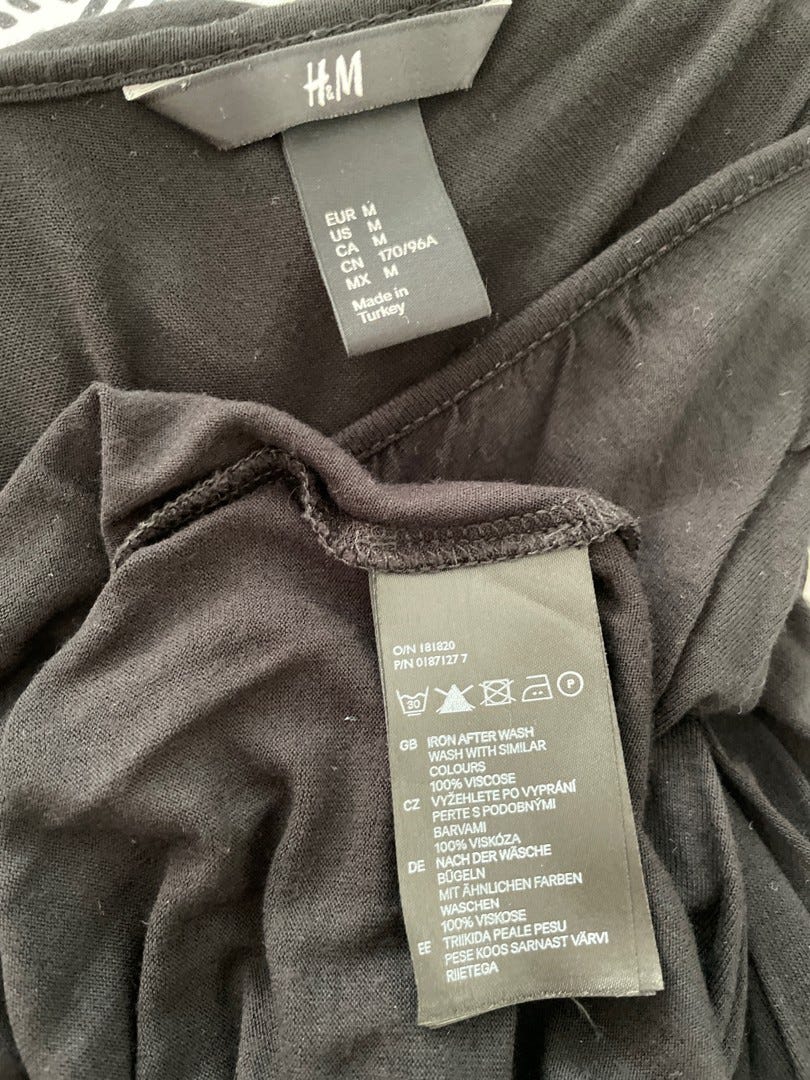 H&M
EUR M
US M
CA M
CN 170/96A
MX M
Made in
Turkey
O/N 181820
P/N 0187127 7
30
P
GB IRON AFTER WASH
WASH WITH SIMILAR
COLOURS
100% VISCOSE
CZ VYŽEHLETE PO VYPRÁNÍ
PERTE S PODOBNÝMI
BARVAMI
100% VISKÓZA
DE NACH DER WÄSCHE
BÜGELN
MIT ÄHNLICHEN FARBEN
WASCHEN
100% VISKOSE
EE TRIIKIDA PEALE PESU
PESE KOOS SARNAST VÄRVI
RIIETEGA